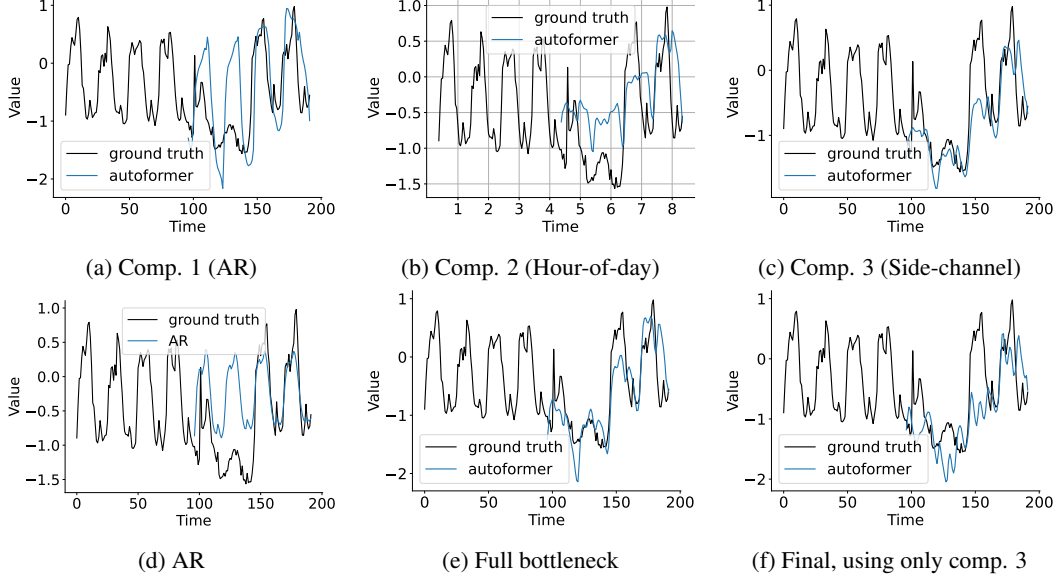 1
0
−1
−2
Value
ground truth
autoformer
0 50 100 150 200
Time
(a) Comp. 1 (AR)
1.0
0.5
0.0
−0.5
−1.0
−1.5
Value
ground truth
autoformer
1 2 3 4 5 6 7 8
Time
(b) Comp. 2 (Hour-of-day)
1
0
−1
Value
ground truth
autoformer
0 50 100 150 200
Time
(c) Comp. 3 (Side-channel)
1.0
0.5
0.0
−0.5
−1.0
−1.5
Value
ground truth
AR
0 50 100 150 200
Time
(d) AR
1
0
−1
−2
Value
ground truth
autoformer
0 50 100 150 200
Time
(e) Full bottleneck
1
0
−1
−2
Value
ground truth
autoformer
0 50 100 150 200
Time
(f) Final, using only comp. 3